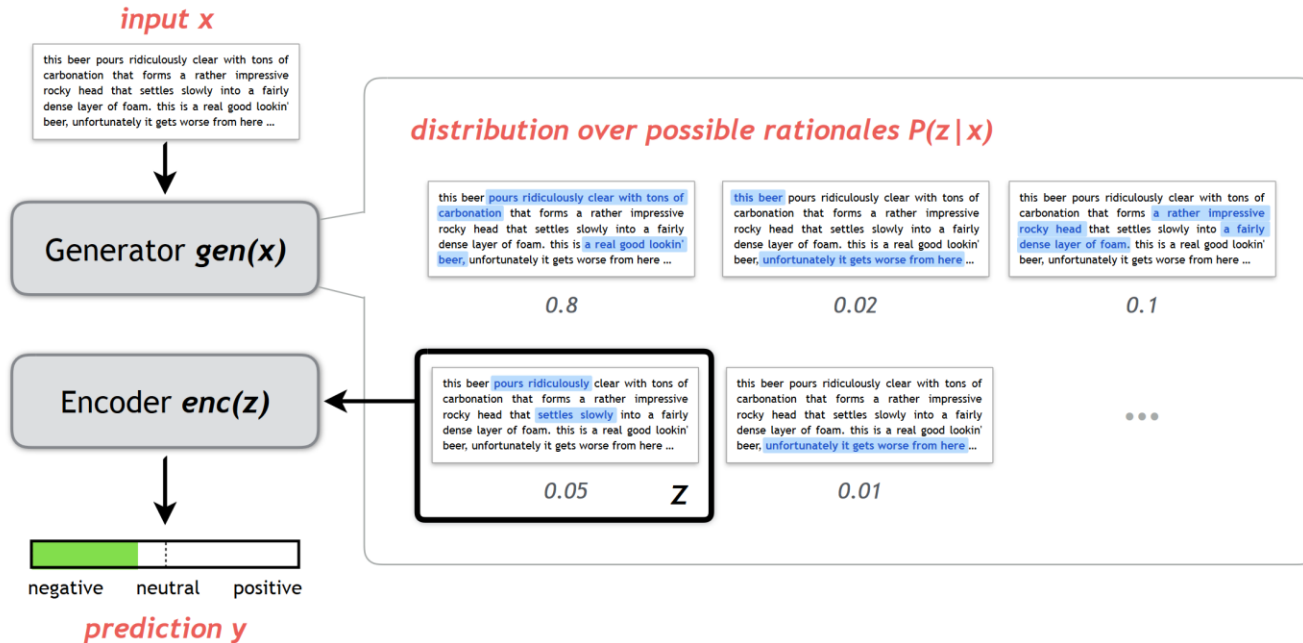 input x
this beer pours ridiculously clear with tons of
carbonation that forms a rather impressive
rocky head that settles slowly into a fairly
dense layer of foam. this is a real good lookin'
beer, unfortunately it gets worse from here ...
Generator gen(x)
distribution over possible rationales P(z|x)
this beer pours ridiculously clear with tons of
carbonation that forms a rather impressive
rocky head that settles slowly into a fairly
dense layer of foam. this is a real good lookin'
beer, unfortunately it gets worse from here ...
0.8
this beer pours ridiculously clear with tons of
carbonation that forms a rather impressive
rocky head that settles slowly into a fairly
dense layer of foam. this is a real good lookin'
beer, unfortunately it gets worse from here ...
0.02
this beer pours ridiculously clear with tons of
carbonation that forms a rather impressive
rocky head that settles slowly into a fairly
dense layer of foam. this is a real good lookin'
beer, unfortunately it gets worse from here ...
0.1
this beer pours ridiculously clear with tons of
carbonation that forms a rather impressive
rocky head that settles slowly into a fairly
dense layer of foam. this is a real good lookin'
beer, unfortunately it gets worse from here ...
0.05
z
this beer pours ridiculously clear with tons of
carbonation that forms a rather impressive
rocky head that settles slowly into a fairly
dense layer of foam. this is a real good lookin'
beer, unfortunately it gets worse from here ...
0.01
...
Encoder enc(z)
negative neutral positive
prediction y